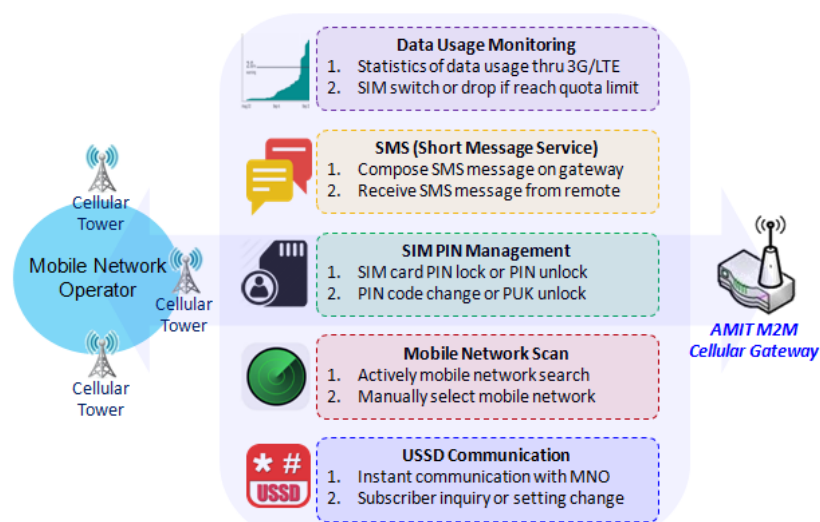 Data Usage Monitoring
1. Statistics of data usage thru 3G/LTE
2. SIM switch or drop if reach quota limit
SMS (Short Message Service)
1. Compose SMS message on gateway
2. Receive SMS message from remote
Cellular
Tower
Mobile Network
Operator
Cellular
Tower
Cellular
Tower
SIM PIN Management
1. SIM card PIN lock or PIN unlock
2. PIN code change or PUK unlock
AMIT M2M
Cellular Gateway
Mobile Network Scan
1. Actively mobile network search
2. Manually select mobile network
* #
USSD
USSD Communication
1. Instant communication with MNO
2. Subscriber inquiry or setting change